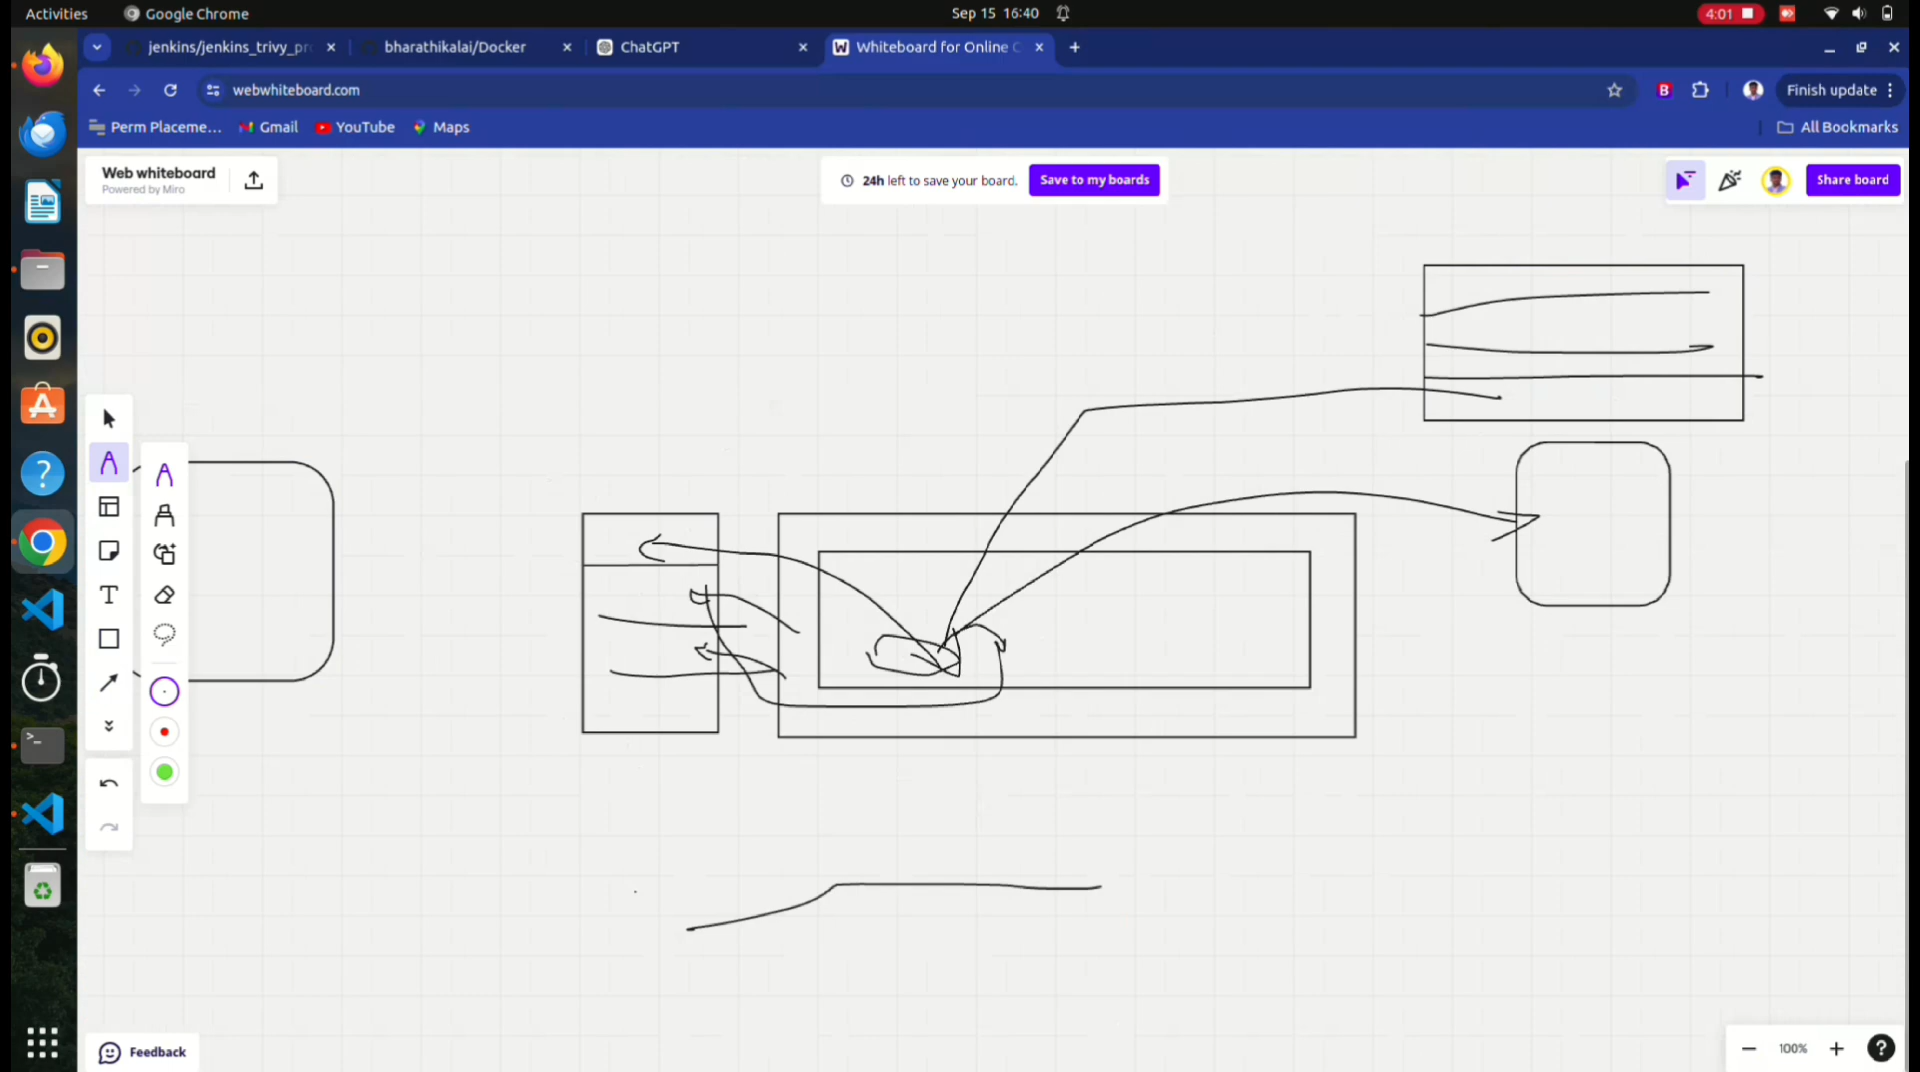 Activities
Google Chrome
Sep 15 16:40
4:01
jenkins/jenkins_trivy_pr
bharathikalai/Docker
ChatGPT
Whiteboard for Online C
webwhiteboard.com
Finish update
Perm Placeme...
Gmail
YouTube
Maps
All Bookmarks
Web whiteboard
Powered by Miro
24h left to save your board.
Save to my boards
Share board
Feedback
100%